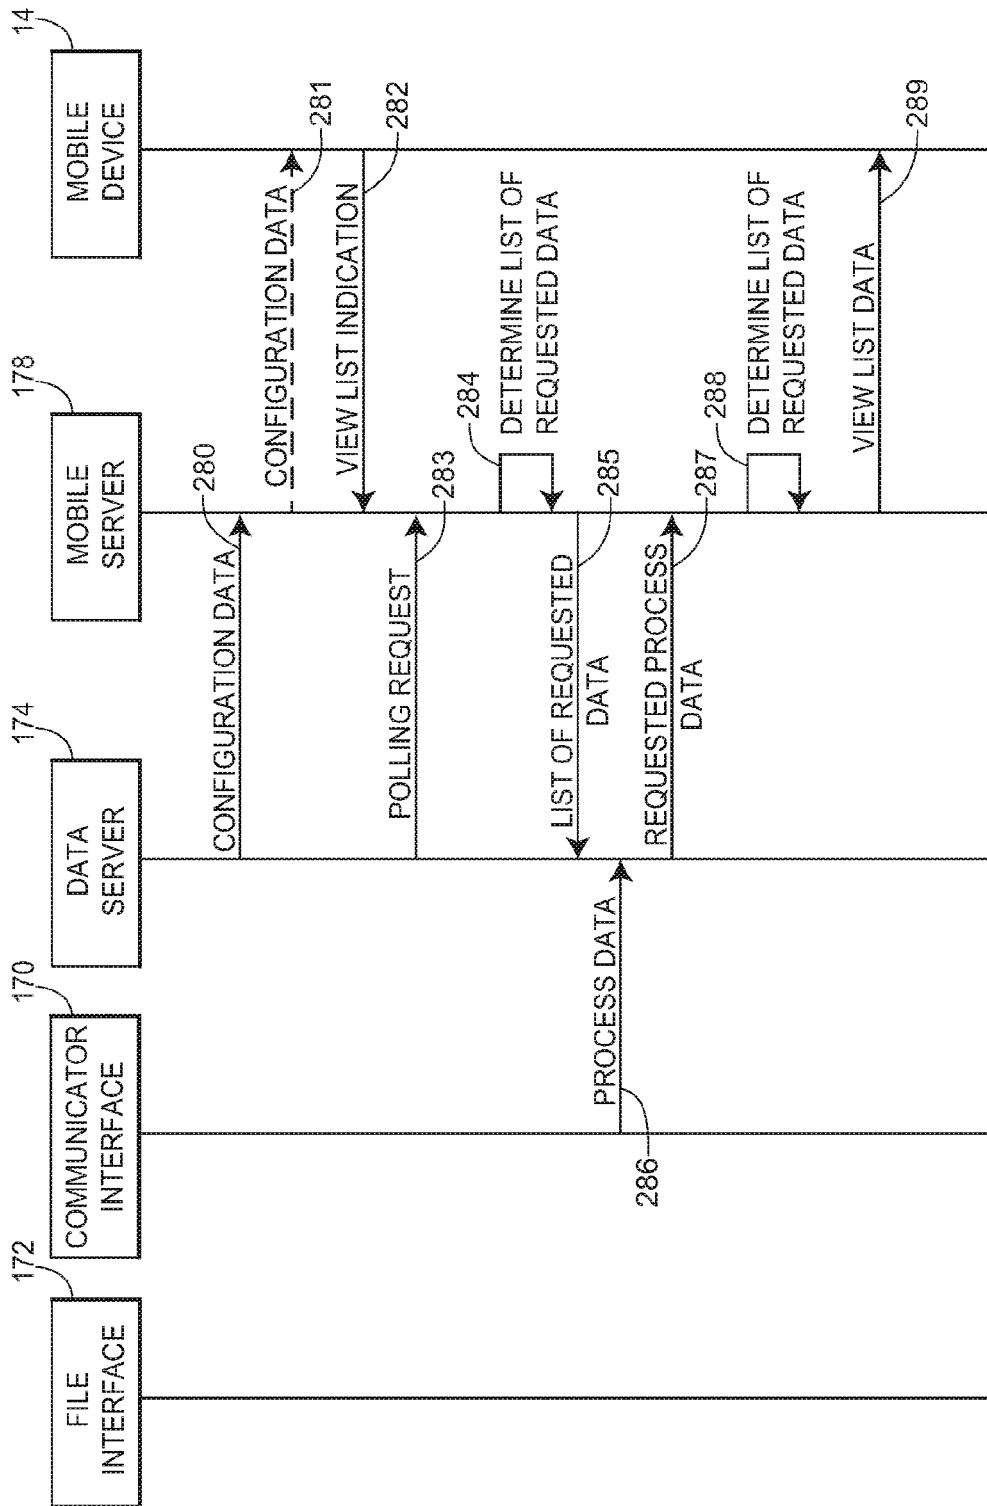 172
FILE
INTERFACE
170
COMMUNICATOR
INTERFACE
174
DATA
SERVER
178
MOBILE
SERVER
14
MOBILE
DEVICE
CONFIGURATION DATA
280
CONFIGURATION DATA
281
VIEW LIST INDICATION
282
POLLING REQUEST
283
284
DETERMINE LIST OF
REQUESTED DATA
LIST OF REQUESTED
DATA
285
PROCESS DATA
286
REQUESTED PROCESS
DATA
287
288
DETERMINE LIST OF
REQUESTED DATA
VIEW LIST DATA
289